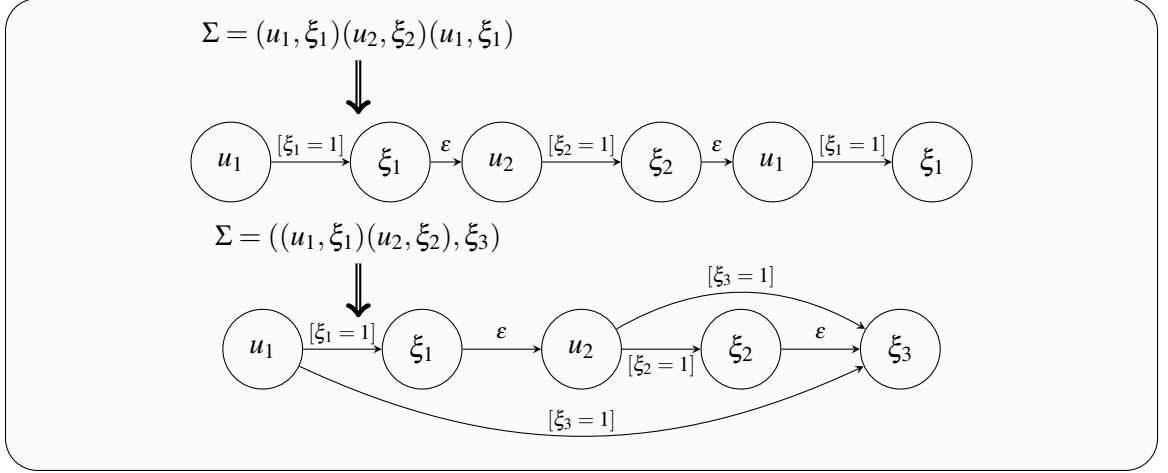 Σ = (u₁, ξ₁)(u₂, ξ₂)(u₁, ξ₁)
u₁ [ξ₁ = 1] ξ₁ ε u₂ [ξ₂ = 1] ξ₂ ε u₁ [ξ₁ = 1] ξ₁
Σ = ((u₁, ξ₁)(u₂, ξ₂), ξ₃)
[ξ₃ = 1]
u₁ [ξ₁ = 1] ξ₁ ε u₂ [ξ₂ = 1] ξ₂ ε ξ₃
[ξ₃ = 1]